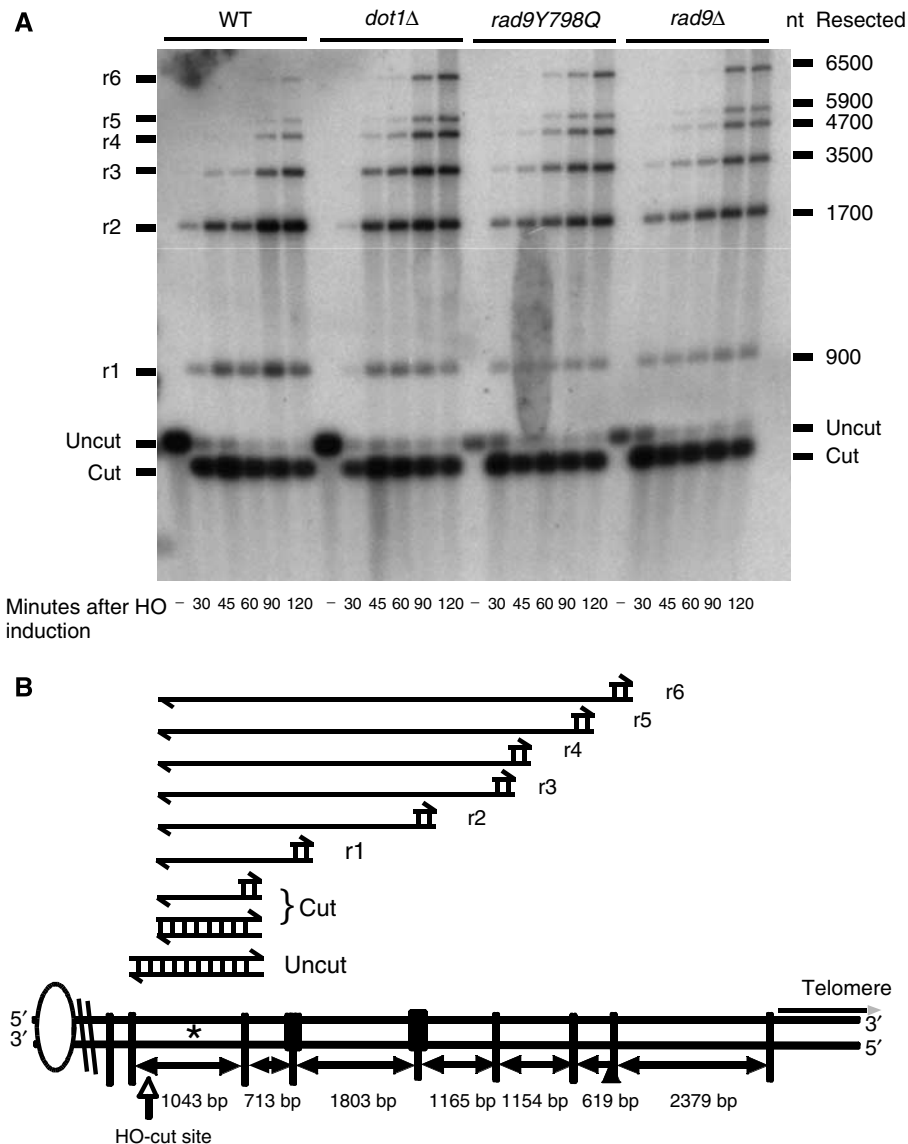 A
WT dot1Δ rad9Y798Q rad9Δ nt Resected
r6
r5
r4
r3
r2
r1
Uncut
Cut
6500
5900
4700
3500
1700
900
Uncut
Cut
Minutes after HO induction – 30 45 60 90 120 – 30 45 60 90 120 – 30 45 60 90 120 – 30 45 60 90 120
B
r6
r5
r4
r3
r2
r1
} Cut
Uncut
Telomere
5′ 3′
3′ 5′
*
1043 bp 713 bp 1803 bp 1165 bp 1154 bp 619 bp 2379 bp
HO-cut site